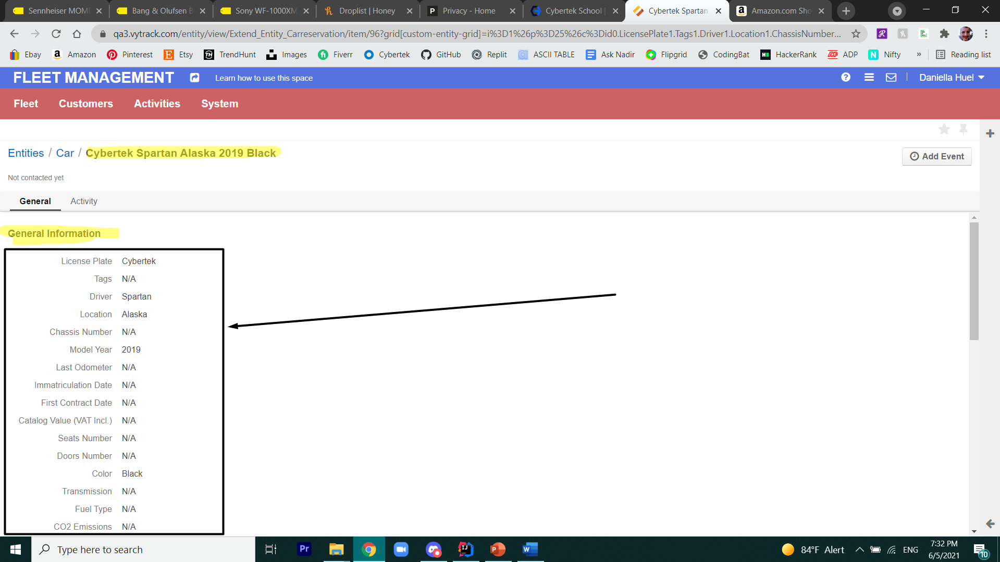 Sennheiser MOM
Bang & Olufsen B
Sony WF-1000XM
Droplist | Honey
Privacy - Home
Cybertek School |
Cybertek Spartan
Amazon.com Sho
qa3.vytrack.com/entity/view/Extend_Entity_Carreservation/item/96?grid[custom-entity-grid]=i%3D1%26p%3D25%26c%3Did0.LicensePlate1.Tags1.Driver1.Location1.ChassisNumber...
Ebay Amazon Pinterest Etsy TrendHunt Images Fiverr Cybertek GitHub Replit ASCII TABLE Ask Nadir Flipgrid CodingBat HackerRank ADP Nifty » Reading list
FLEET MANAGEMENT Learn how to use this space Daniella Huel
Fleet Customers Activities System
Entities / Car / Cybertek Spartan Alaska 2019 Black
Add Event
Not contacted yet
General Activity
General Information
License Plate Cybertek
Tags N/A
Driver Spartan
Location Alaska
Chassis Number N/A
Model Year 2019
Last Odometer N/A
Immatriculation Date N/A
First Contract Date N/A
Catalog Value (VAT Incl.) N/A
Seats Number N/A
Doors Number N/A
Color Black
Transmission N/A
Fuel Type N/A
CO2 Emissions N/A
Type here to search
84°F Alert
ENG
7:32 PM
6/5/2021
10